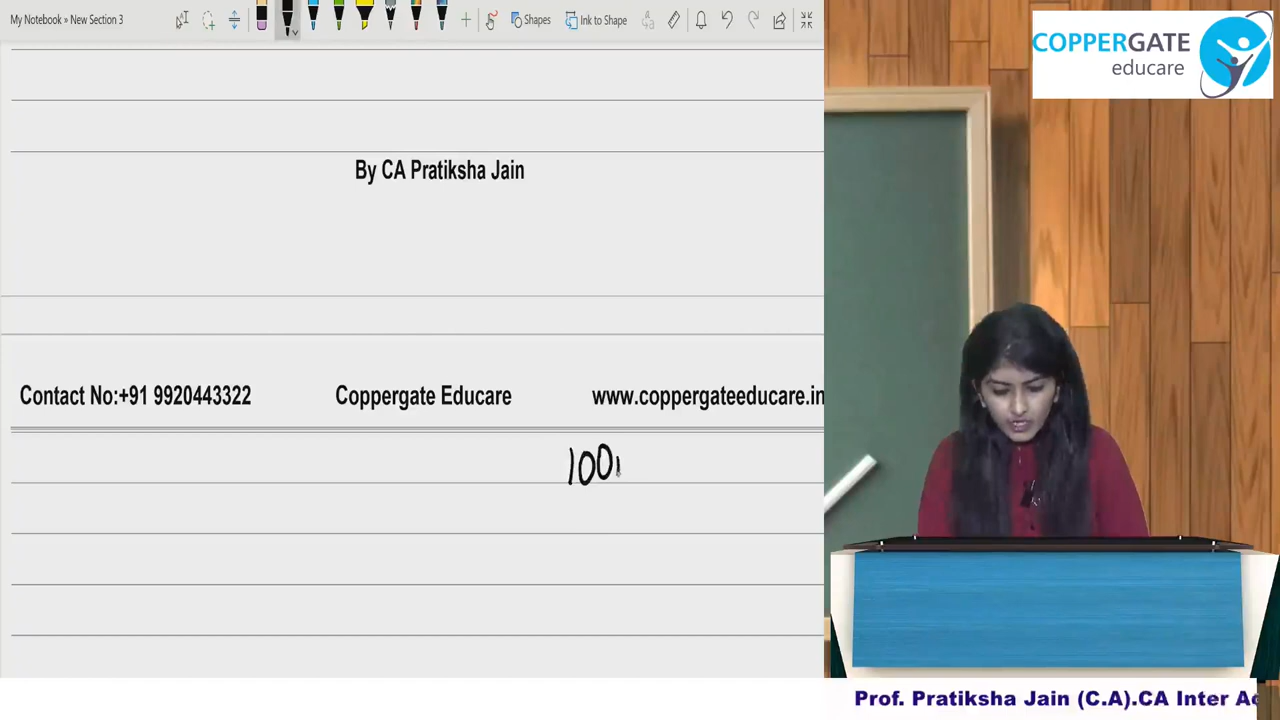 My Notebook » New Section 3
Shapes
Ink to Shape
COPPERGATE
educare
By CA Pratiksha Jain
Contact No:+91 9920443322 Coppergate Educare www.coppergateeducare.in
100
Prof. Pratiksha Jain (C.A).CA Inter Ac